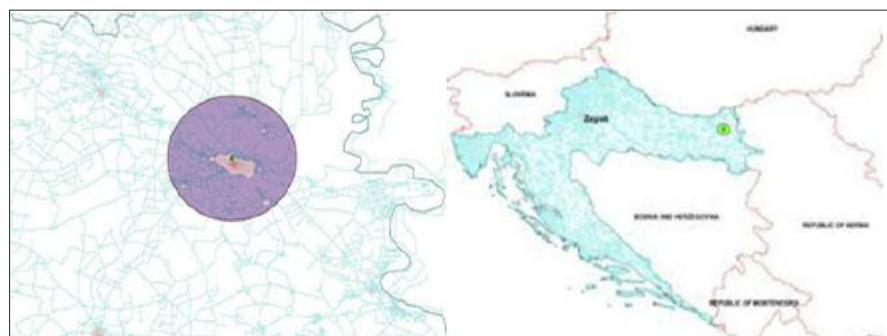 HUNGARY
SLOVENIA
Zagreb
BOSNIA AND HERZEGOVINA
REPUBLIC OF SERBIA
REPUBLIC OF MONTENEGRO